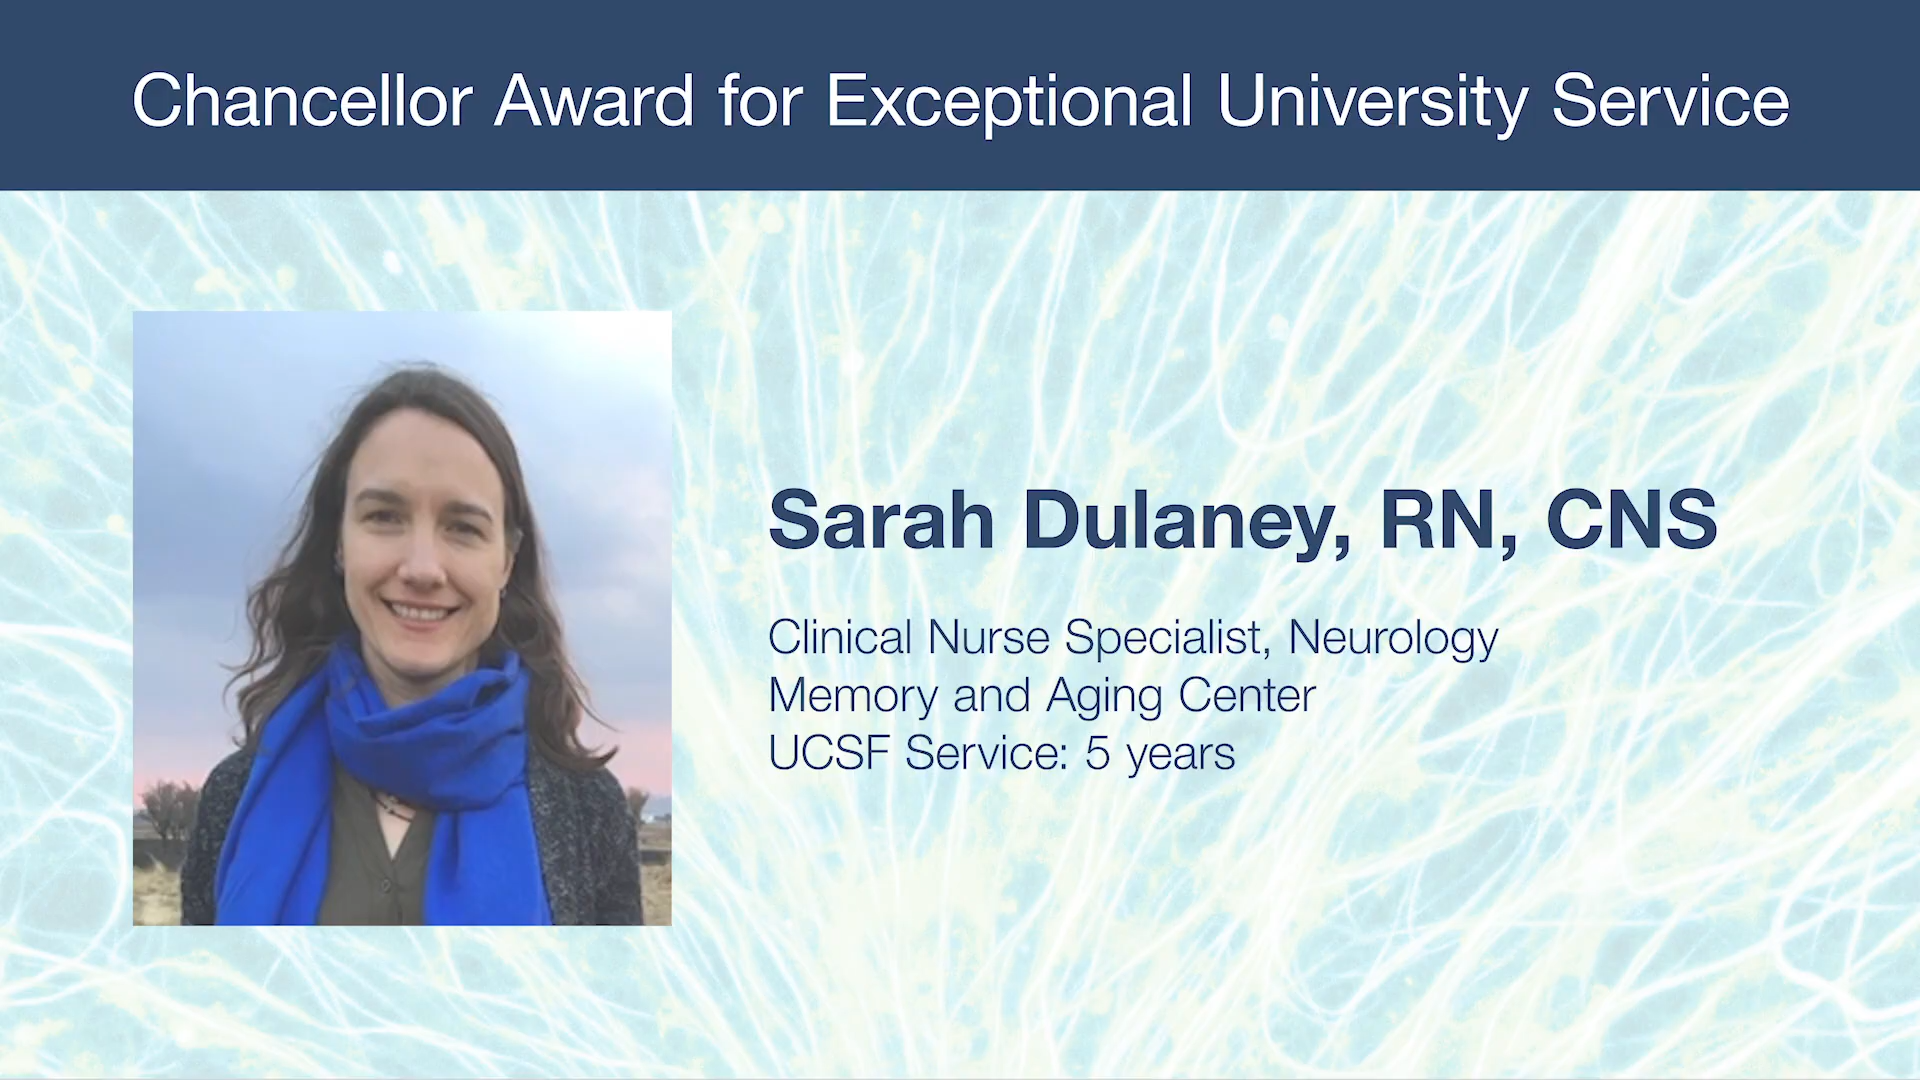 Chancellor Award for Exceptional University Service
Sarah Dulaney, RN, CNS
Clinical Nurse Specialist, Neurology
Memory and Aging Center
UCSF Service: 5 years